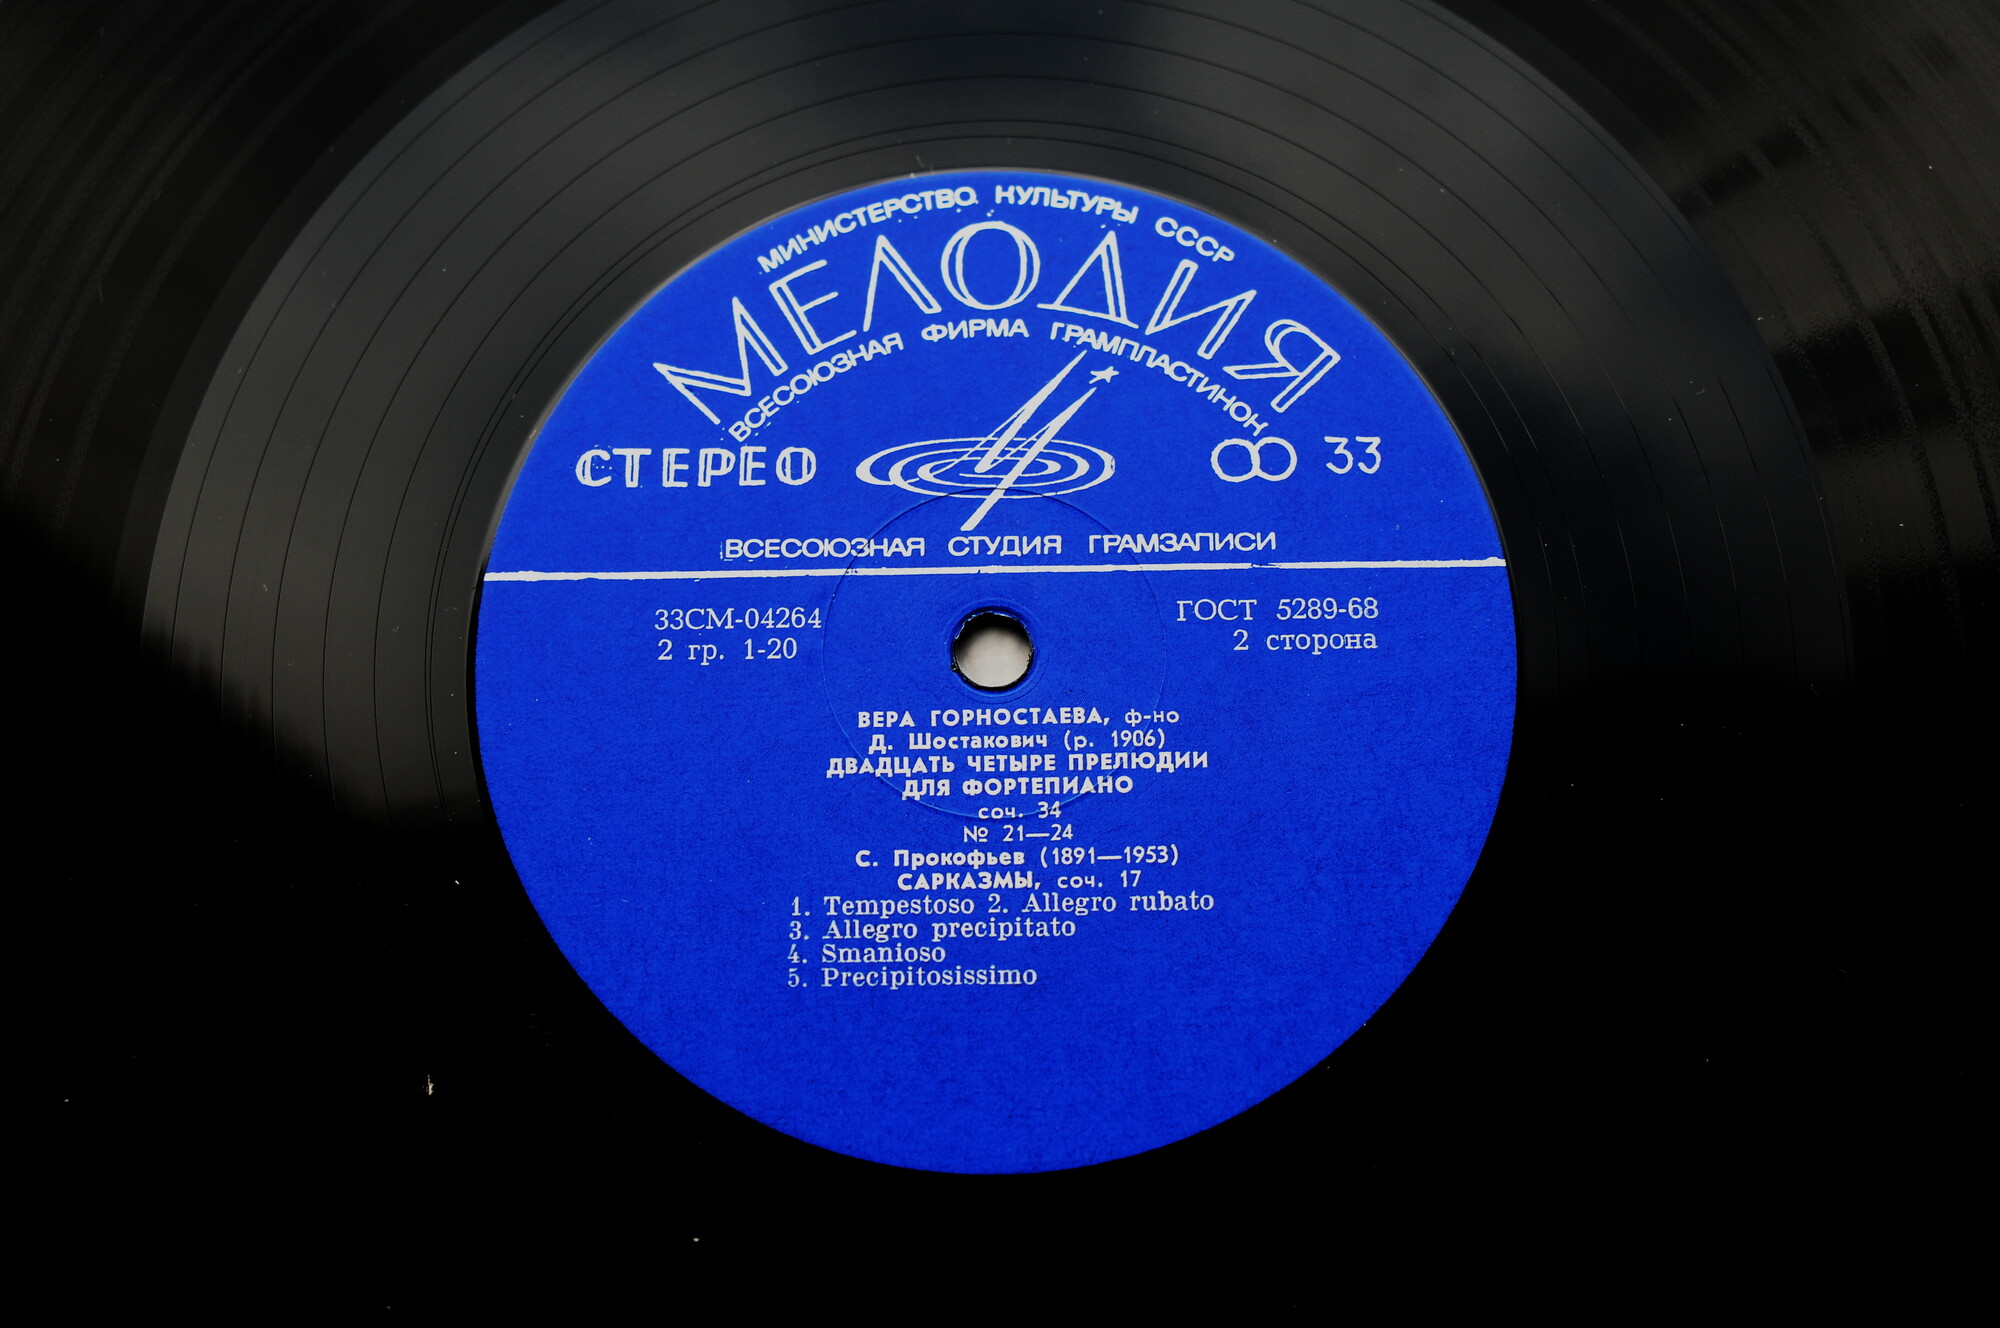 МИНИСТЕРСТВО КУЛЬТУРЫ СССР
МЕЛОДИЯ
ВСЕСОЮЗНАЯ ФИРМА ГРАМПЛАСТИНОК
СТЕРЕО 33
ВСЕСОЮЗНАЯ СТУДИЯ ГРАМЗАПИСИ
33СМ-04264 ГОСТ 5289-68
2 гр. 1-20 2 сторона
ВЕРА ГОРНОСТАЕВА, ф-но
Д. Шостакович (р. 1906)
ДВАДЦАТЬ ЧЕТЫРЕ ПРЕЛЮДИИ
ДЛЯ ФОРТЕПИАНО
соч. 34
№ 21—24
С. Прокофьев (1891—1953)
САРКАЗМЫ, соч. 17
1. Tempestoso 2. Allegro rubato
3. Allegro precipitato
4. Smanioso
5. Precipitosissimo